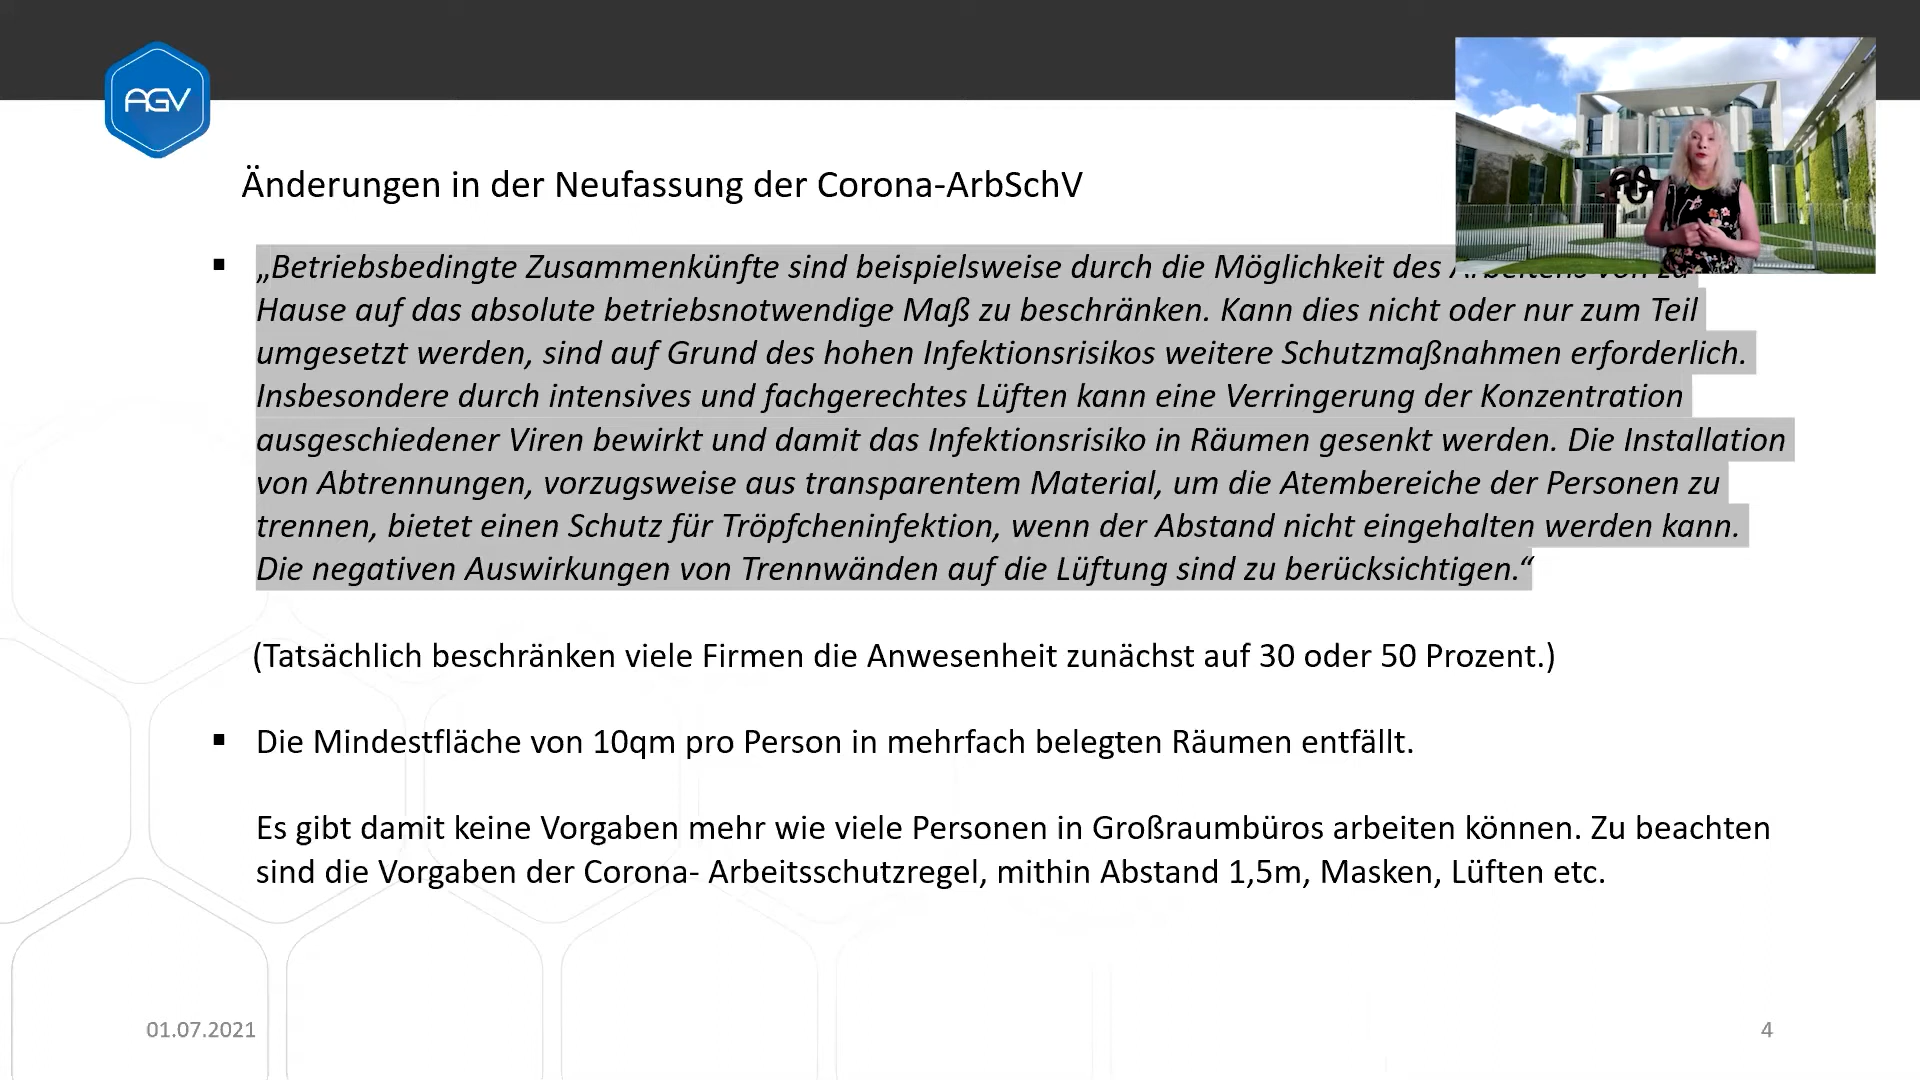 AGV
Änderungen in der Neufassung der Corona-ArbSchV
▪ „Betriebsbedingte Zusammenkünfte sind beispielsweise durch die Möglichkeit des
Hause auf das absolute betriebsnotwendige Maß zu beschränken. Kann dies nicht oder nur zum Teil
umgesetzt werden, sind auf Grund des hohen Infektionsrisikos weitere Schutzmaßnahmen erforderlich.
Insbesondere durch intensives und fachgerechtes Lüften kann eine Verringerung der Konzentration
ausgeschiedener Viren bewirkt und damit das Infektionsrisiko in Räumen gesenkt werden. Die Installation
von Abtrennungen, vorzugsweise aus transparentem Material, um die Atembereiche der Personen zu
trennen, bietet einen Schutz für Tröpfcheninfektion, wenn der Abstand nicht eingehalten werden kann.
Die negativen Auswirkungen von Trennwänden auf die Lüftung sind zu berücksichtigen.“
(Tatsächlich beschränken viele Firmen die Anwesenheit zunächst auf 30 oder 50 Prozent.)
▪ Die Mindestfläche von 10qm pro Person in mehrfach belegten Räumen entfällt.
Es gibt damit keine Vorgaben mehr wie viele Personen in Großraumbüros arbeiten können. Zu beachten
sind die Vorgaben der Corona- Arbeitsschutzregel, mithin Abstand 1,5m, Masken, Lüften etc.
01.07.2021
4